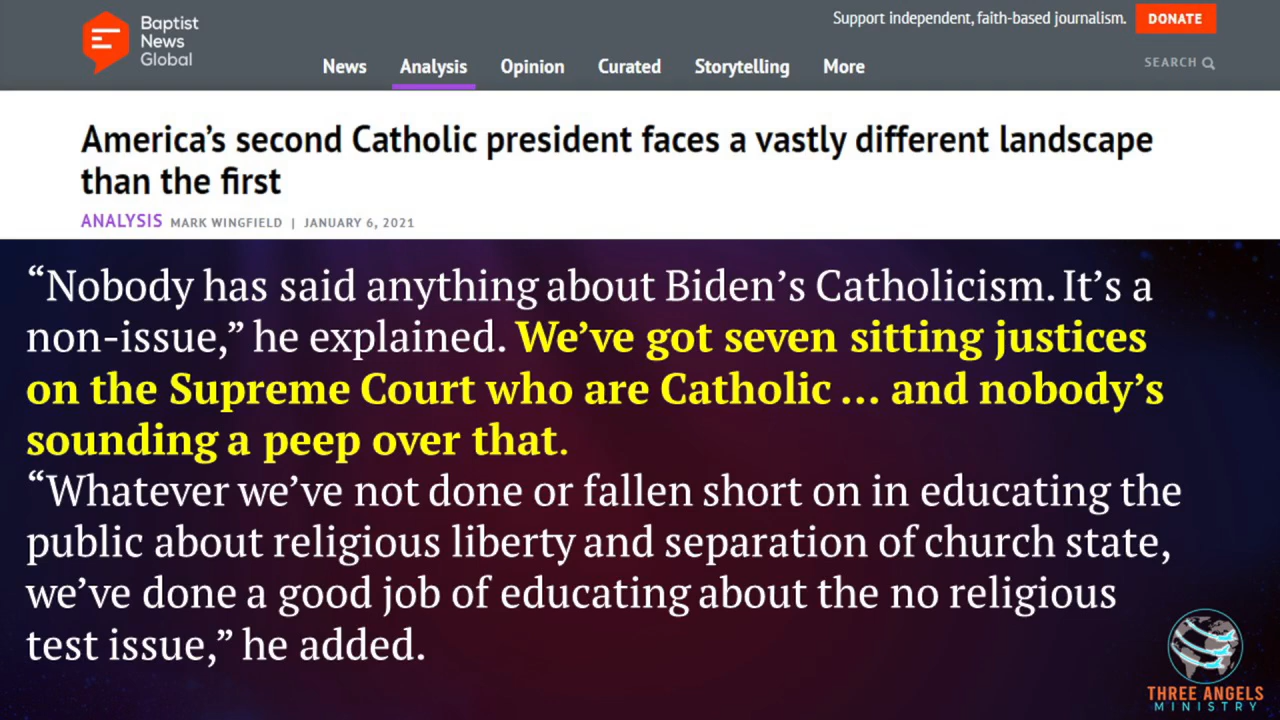 Baptist
News
Global
Support independent, faith-based journalism.
DONATE
News Analysis Opinion Curated Storytelling More
SEARCH
America's second Catholic president faces a vastly different landscape
than the first
ANALYSIS MARK WINGFIELD | JANUARY 6, 2021
“Nobody has said anything about Biden’s Catholicism. It’s a
non-issue,” he explained. We’ve got seven sitting justices
on the Supreme Court who are Catholic ... and nobody’s
sounding a peep over that.
“Whatever we’ve not done or fallen short on in educating the
public about religious liberty and separation of church state,
we’ve done a good job of educating about the no religious
test issue,” he added.
THREE ANGELS
MINISTRY